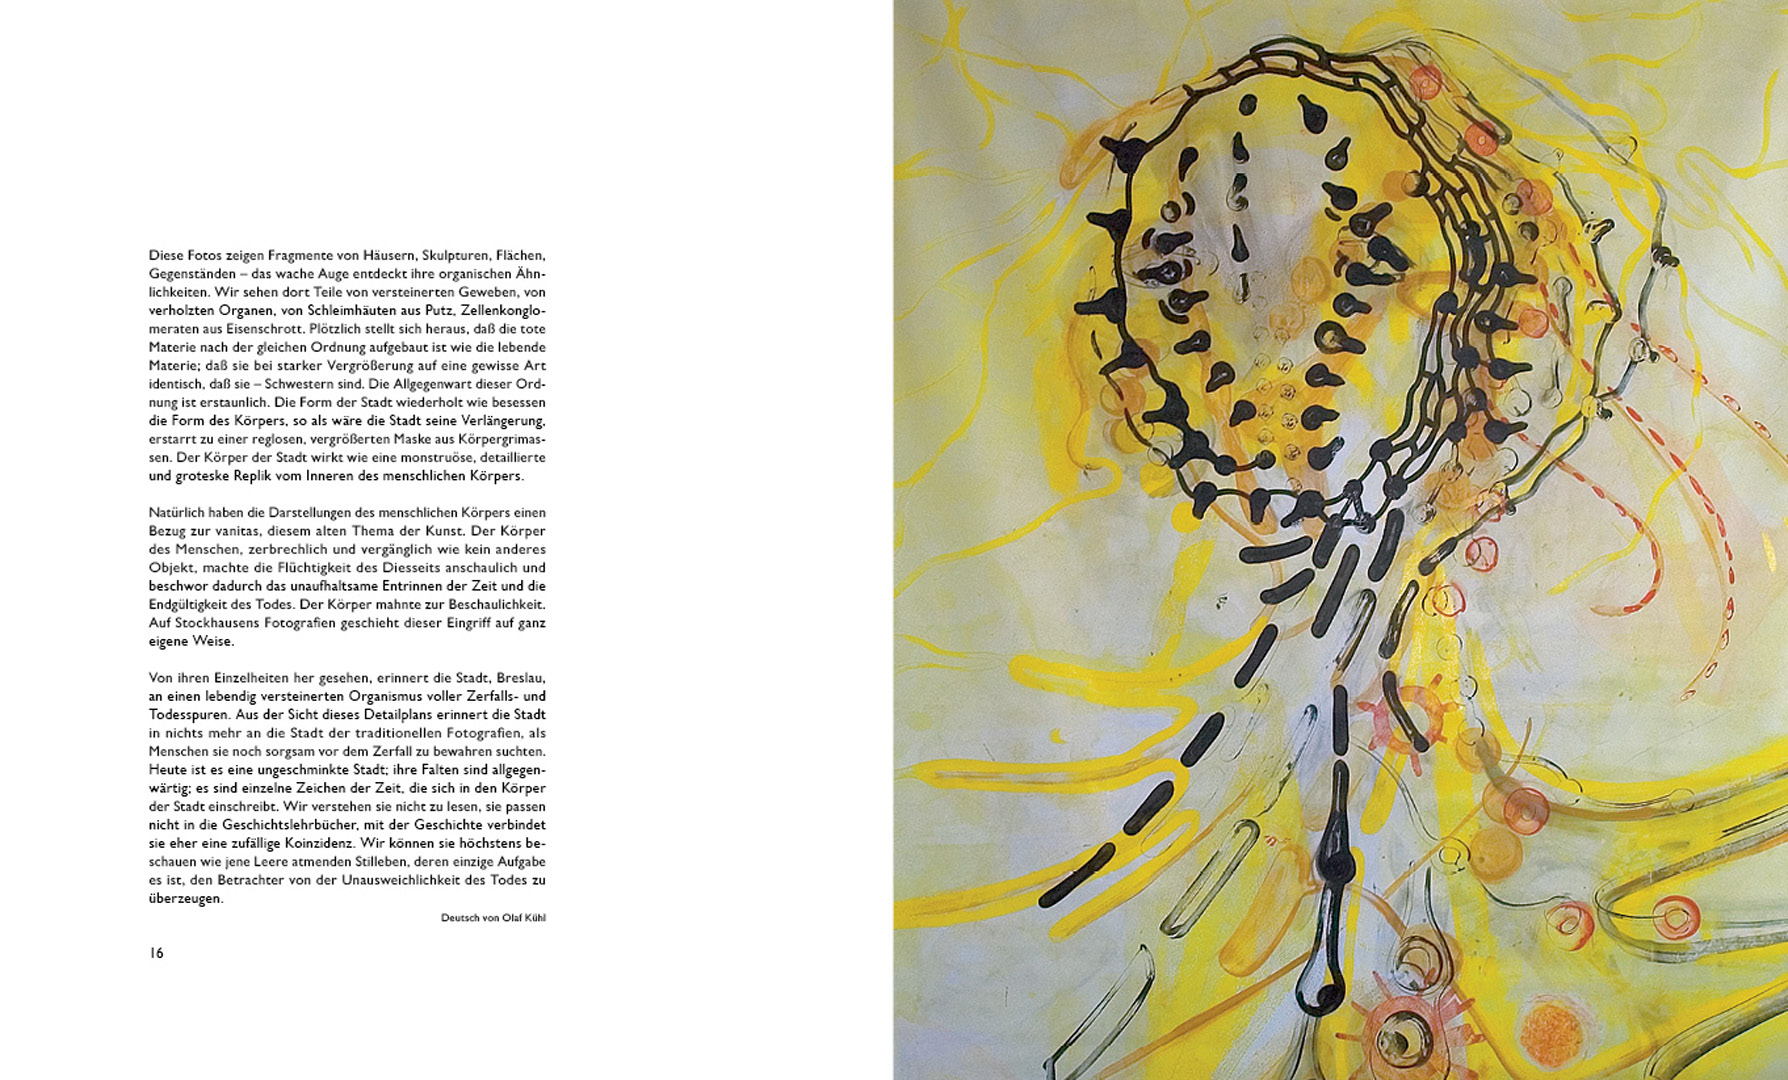 Diese Fotos zeigen Fragmente von Häusern, Skulpturen, Flächen,
Gegenständen – das wache Auge entdeckt ihre organischen Ähn-
lichkeiten. Wir sehen dort Teile von versteinerten Geweben, von
verholzten Organen, von Schleimhäuten aus Putz, Zellenkonglo-
meraten aus Eisenschrott. Plötzlich stellt sich heraus, daß die tote
Materie nach der gleichen Ordnung aufgebaut ist wie die lebende
Materie; daß sie bei starker Vergrößerung auf eine gewisse Art
identisch, daß sie – Schwestern sind. Die Allgegenwart dieser Ord-
nung ist erstaunlich. Die Form der Stadt wiederholt wie besessen
die Form des Körpers, so als wäre die Stadt seine Verlängerung,
erstarrt zu einer reglosen, vergrößerten Maske aus Körpergrimas-
sen. Der Körper der Stadt wirkt wie eine monstruöse, detaillierte
und groteske Replik vom Inneren des menschlichen Körpers.
Natürlich haben die Darstellungen des menschlichen Körpers einen
Bezug zur vanitas, diesem alten Thema der Kunst. Der Körper
des Menschen, zerbrechlich und vergänglich wie kein anderes
Objekt, machte die Flüchtigkeit des Diesseits anschaulich und
beschwor dadurch das unaufhaltsame Entrinnen der Zeit und die
Endgültigkeit des Todes. Der Körper mahnte zur Beschaulichkeit.
Auf Stockhausens Fotografien geschieht dieser Eingriff auf ganz
eigene Weise.
Von ihren Einzelheiten her gesehen, erinnert die Stadt, Breslau,
an einen lebendig versteinerten Organismus voller Zerfalls- und
Todesspuren. Aus der Sicht dieses Detailplans erinnert die Stadt
in nichts mehr an die Stadt der traditionellen Fotografien, als
Menschen sie noch sorgsam vor dem Zerfall zu bewahren suchten.
Heute ist es eine ungeschminkte Stadt; ihre Falten sind allgegen-
wärtig; es sind einzelne Zeichen der Zeit, die sich in den Körper
der Stadt einschreibt. Wir verstehen sie nicht zu lesen, sie passen
nicht in die Geschichtslehrbücher, mit der Geschichte verbindet
sie eher eine zufällige Koinzidenz. Wir können sie höchstens be-
schauen wie jene Leere atmenden Stilleben, deren einzige Aufgabe
es ist, den Betrachter von der Unausweichlichkeit des Todes zu
überzeugen.
Deutsch von Olaf Kühl
16